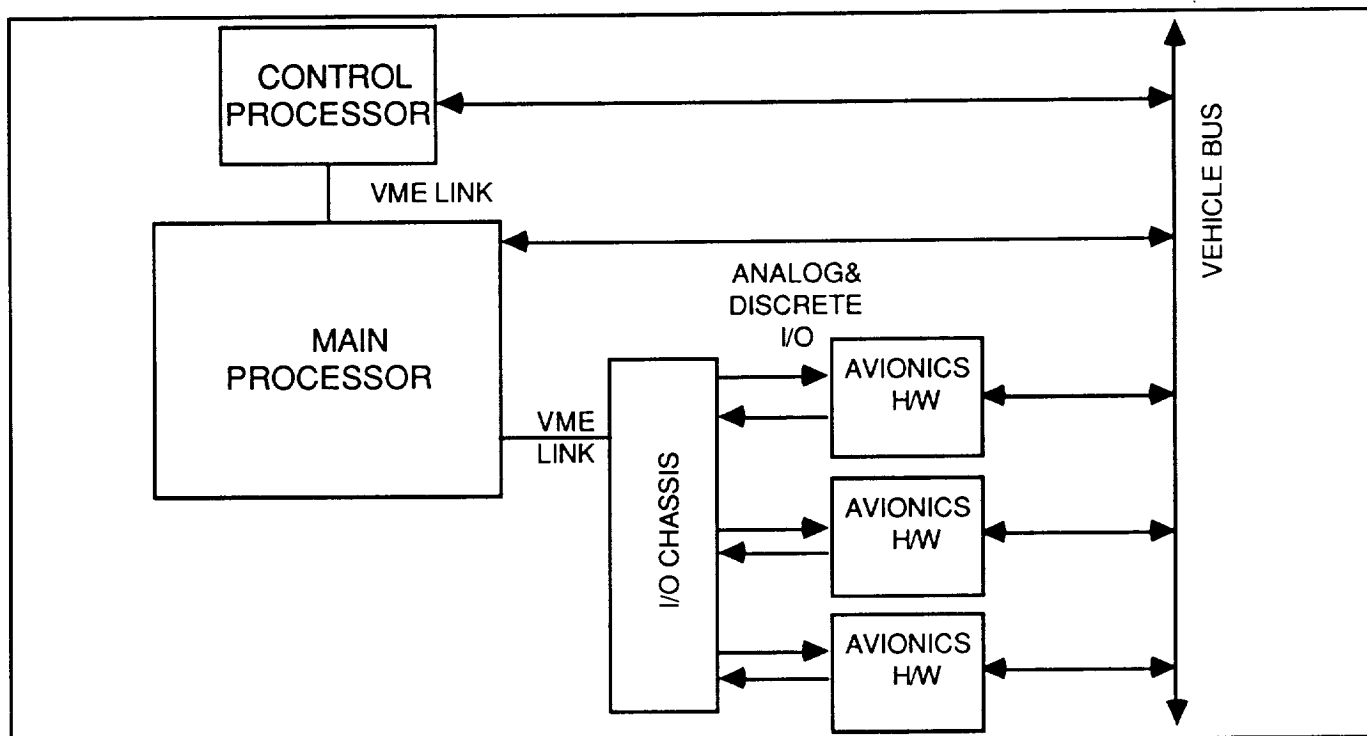 CONTROL
PROCESSOR
VME LINK
VEHICLE BUS
MAIN
PROCESSOR
ANALOG&
DISCRETE
I/O
VME
LINK
I/O CHASSIS
AVIONICS
H/W
AVIONICS
H/W
AVIONICS
H/W